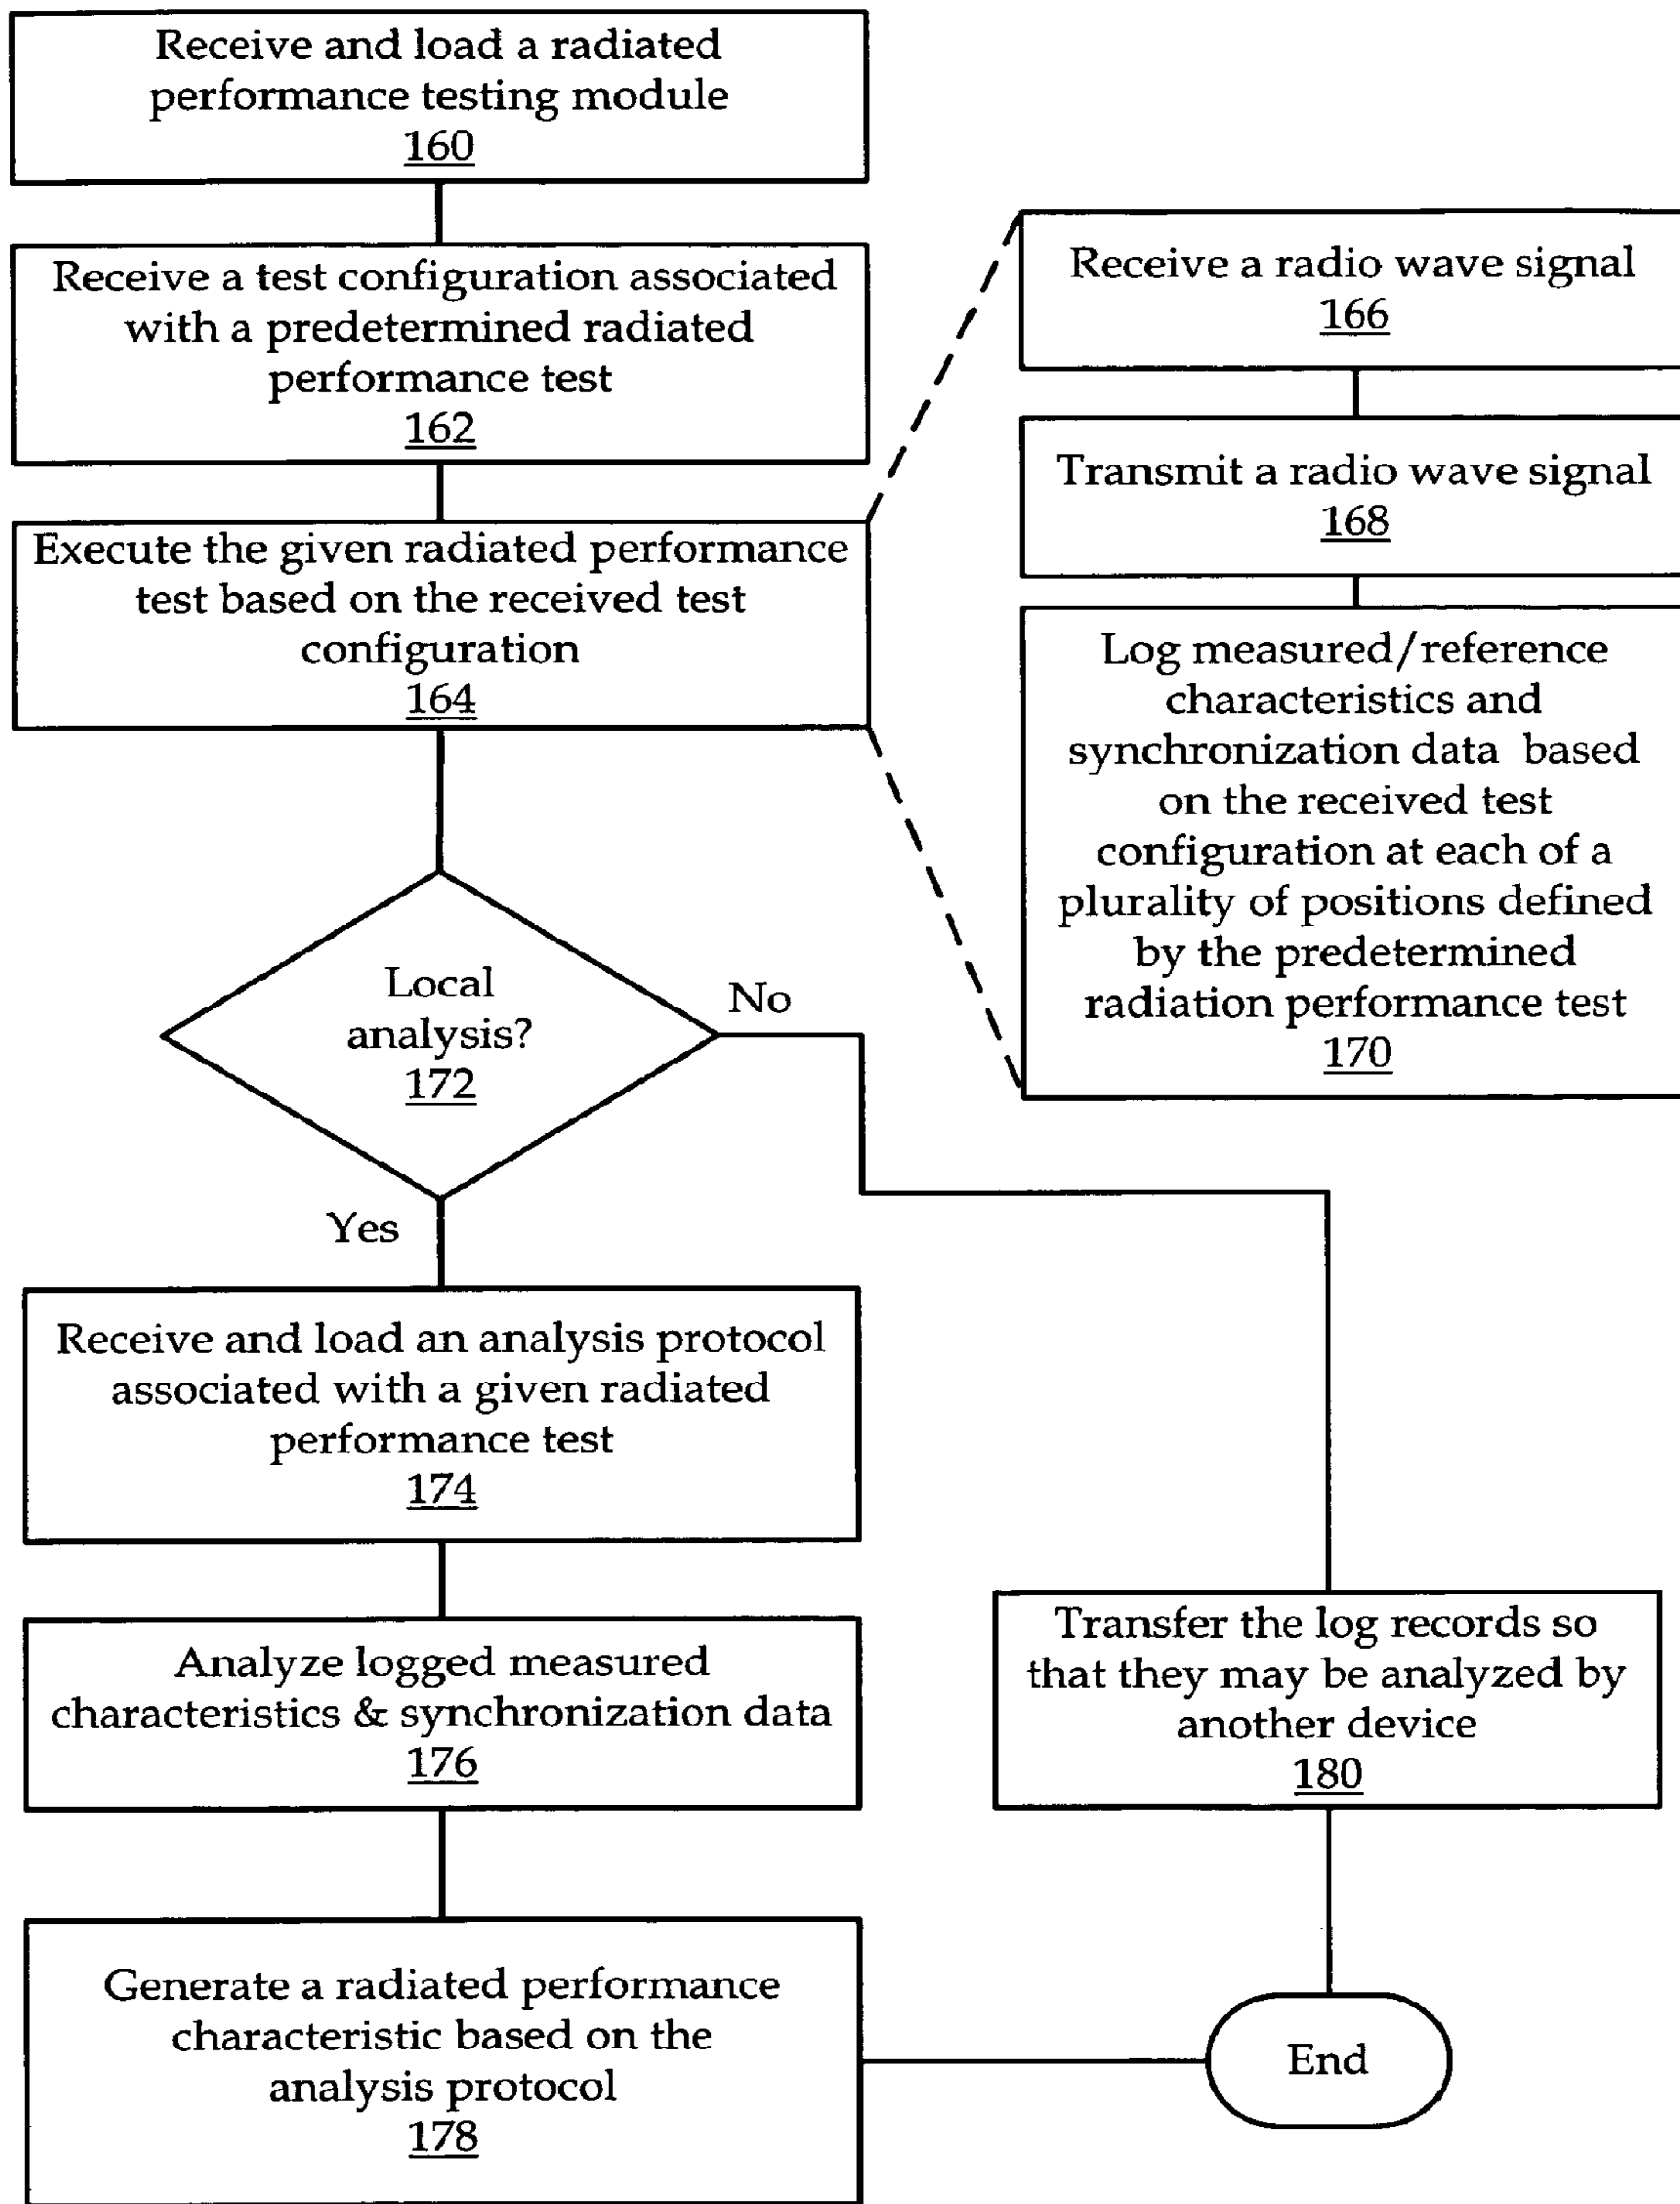 Receive and load a radiated
performance testing module
160
Receive a test configuration associated
with a predetermined radiated
performance test
162
Execute the given radiated performance
test based on the received test
configuration
164
Receive a radio wave signal
166
Transmit a radio wave signal
168
Log measured/reference
characteristics and
synchronization data based
on the received test
configuration at each of a
plurality of positions defined
by the predetermined
radiation performance test
170
Local
analysis?
172
No
Yes
Receive and load an analysis protocol
associated with a given radiated
performance test
174
Analyze logged measured
characteristics & synchronization data
176
Generate a radiated performance
characteristic based on the
analysis protocol
178
Transfer the log records so
that they may be analyzed by
another device
180
End